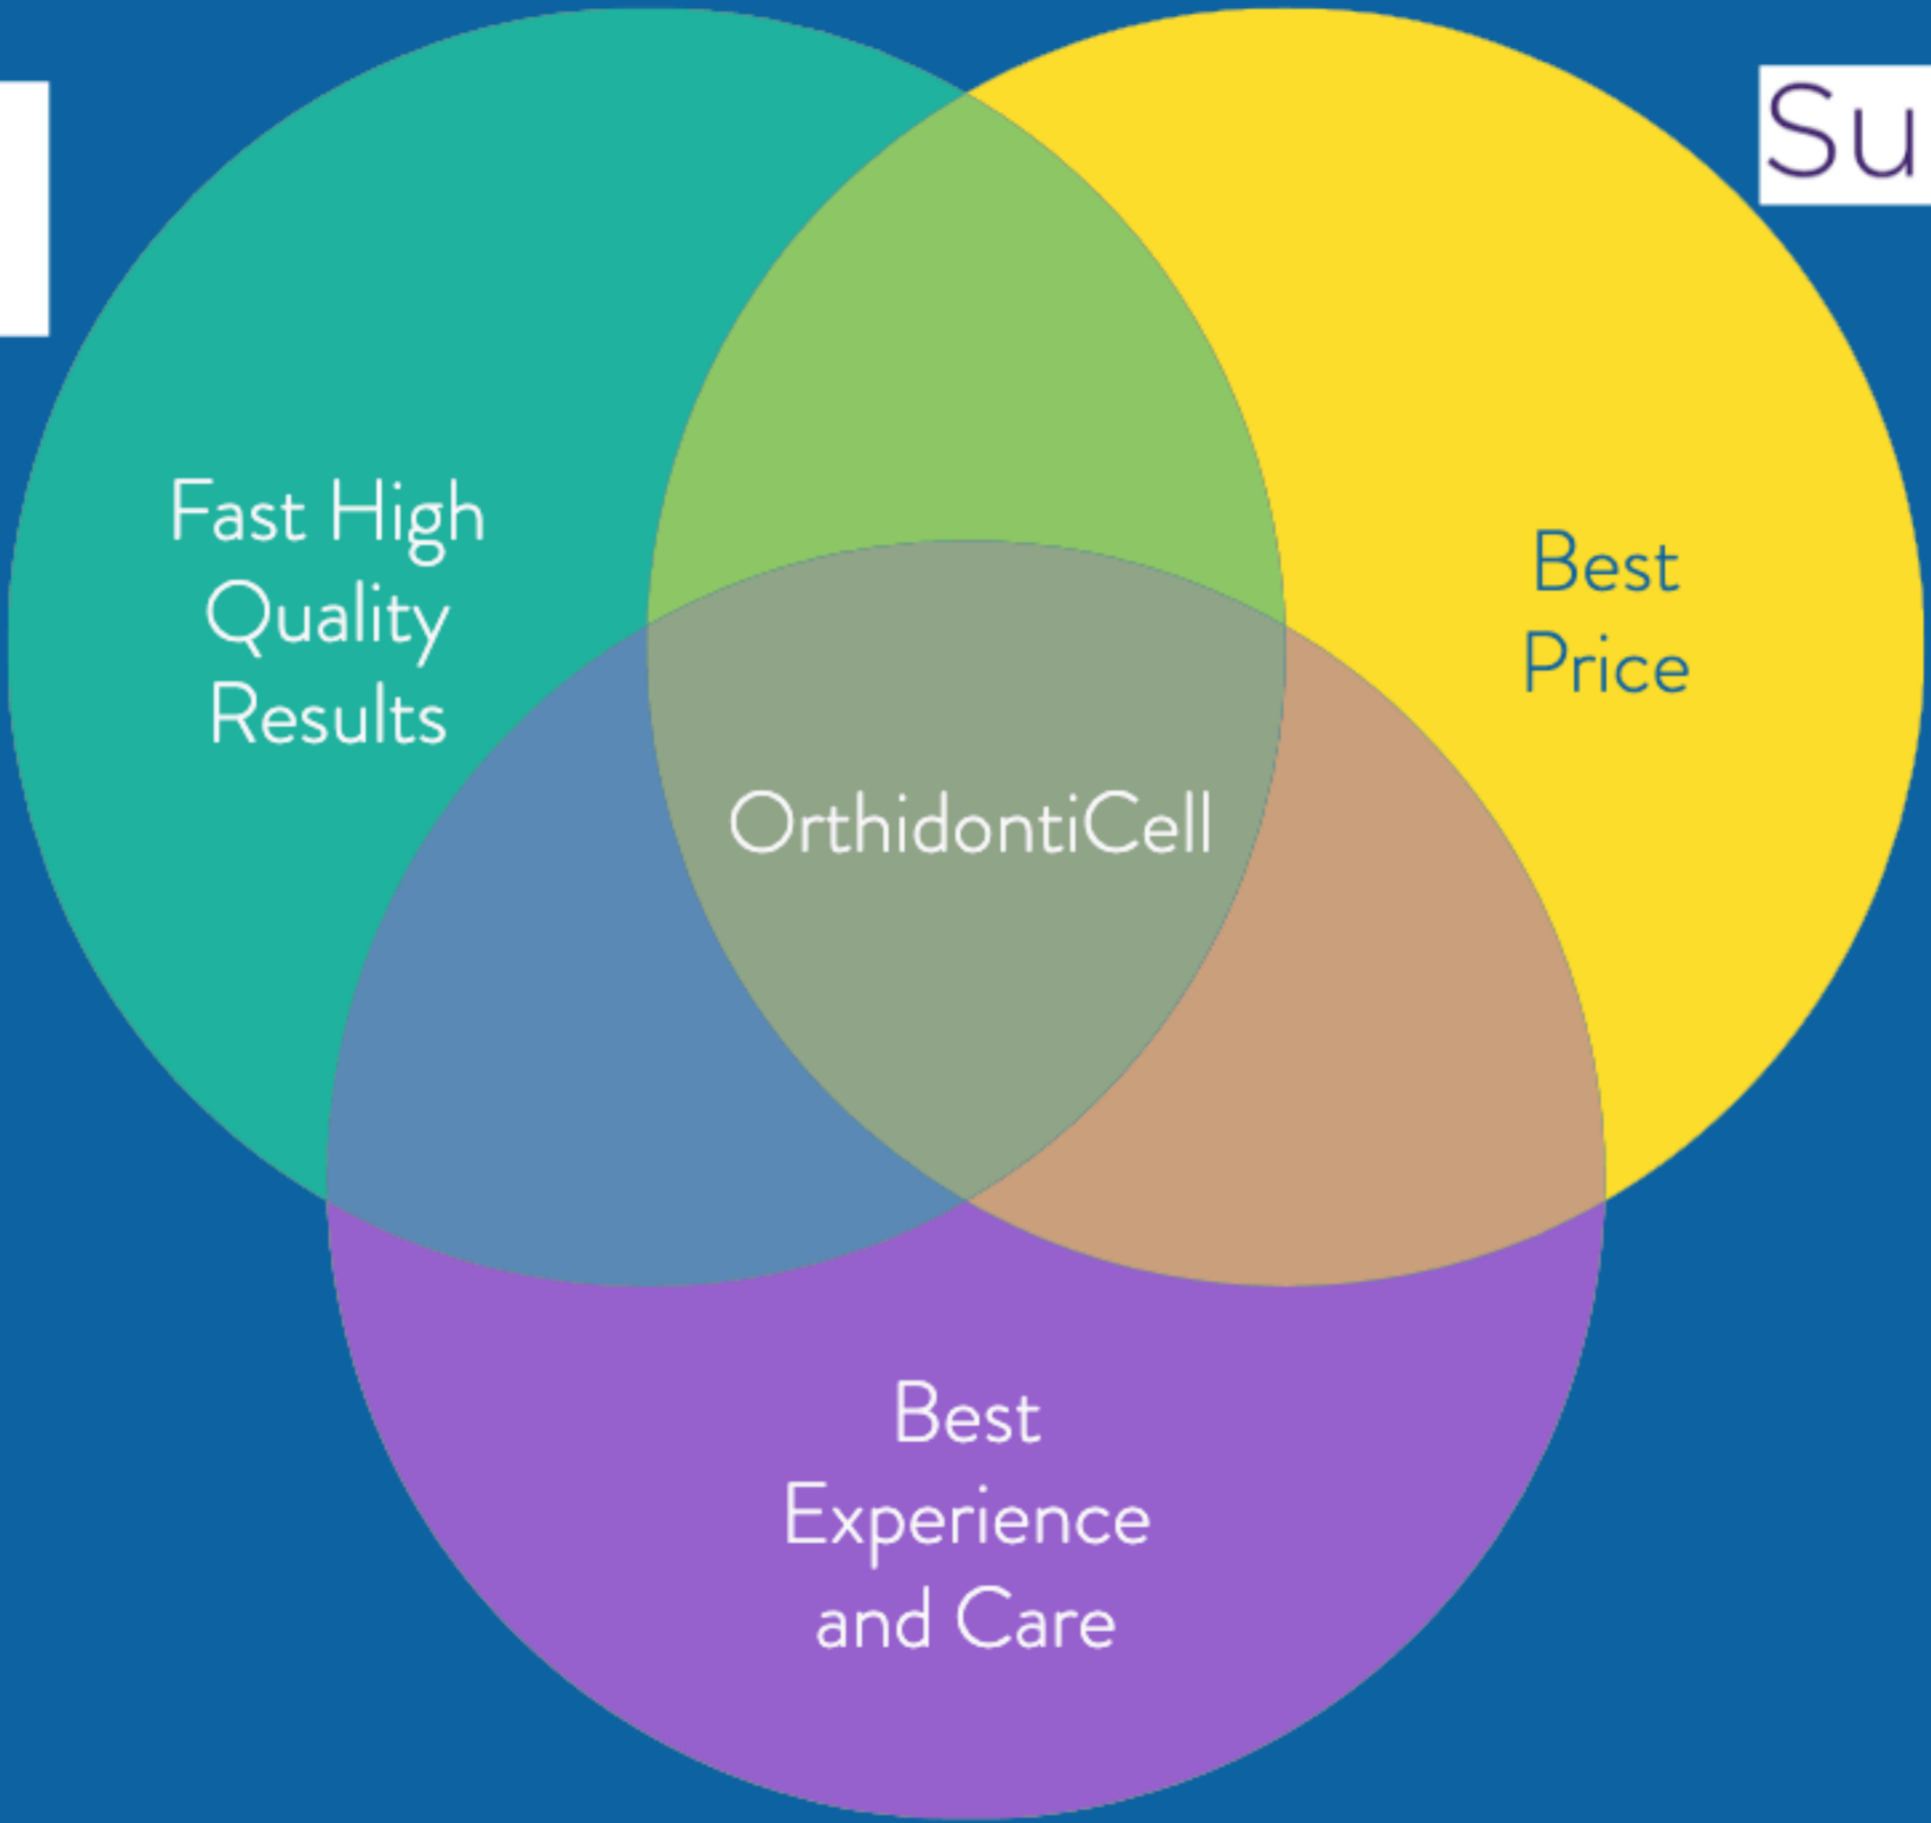 Su
Fast High
Quality
Results
Best
Price
OrthidontiCell
Best
Experience
and Care